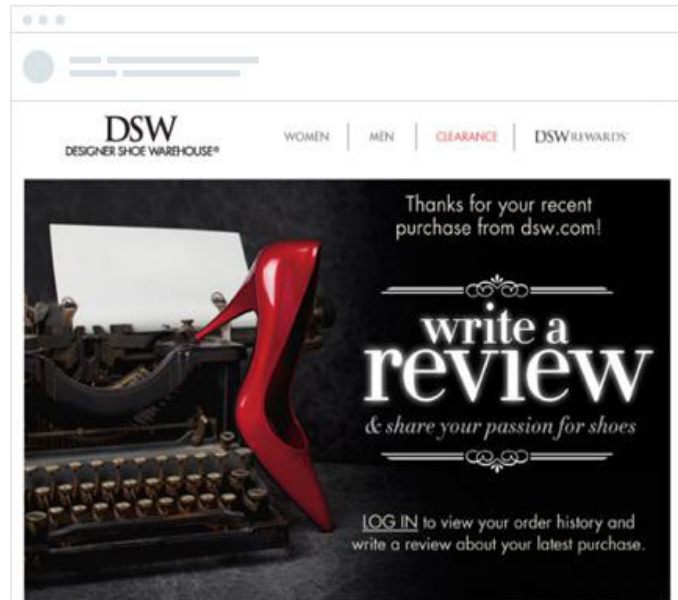 DSW
DESIGNER SHOE WAREHOUSE®
WOMEN
MEN
CLEARANCE
DSW REWARDS
Thanks for your recent
purchase from dsw.com!
write a
review
& share your passion for shoes
LOG IN to view your order history and
write a review about your latest purchase.